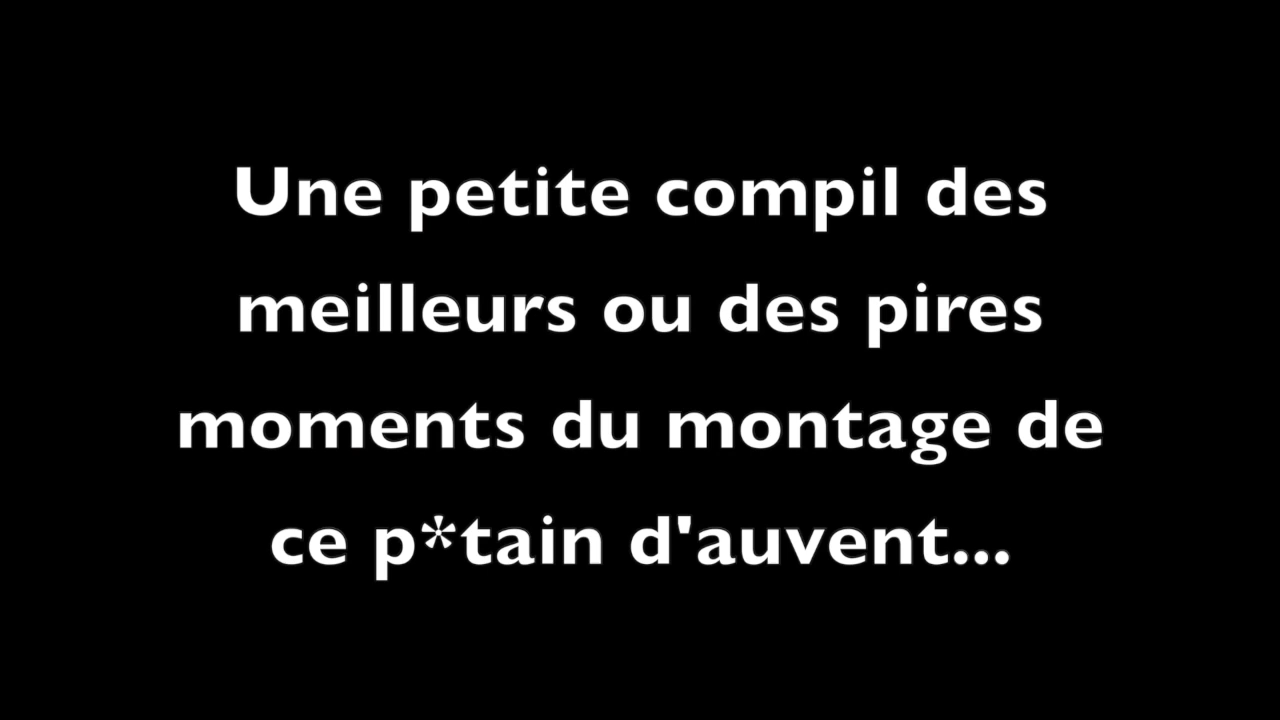 Une petite compil des
meilleurs ou des pires
moments du montage de
ce p*tain d'auvent...